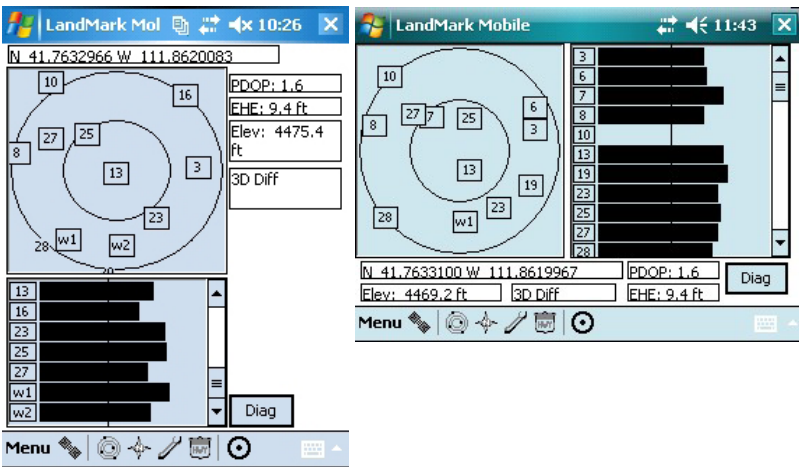 LandMark Mol 10:26
N 41.7632966 W 111.8620083
10
16
PDOP: 1.6
EHE: 9.4 ft
27 25
Elev: 4475.4
ft
8
13
3
3D Diff
23
28 w1
w2
13
16
23
25
27
w1
w2
Diag
Menu
HWY
LandMark Mobile 11:43
10
27 7 25
6
8
3
13
19
28
23
w1
3
6
7
8
10
13
19
23
25
27
28
N 41.7633100 W 111.8619967
PDOP: 1.6
Diag
Elev: 4469.2 ft
3D Diff
EHE: 9.4 ft
Menu
HWY